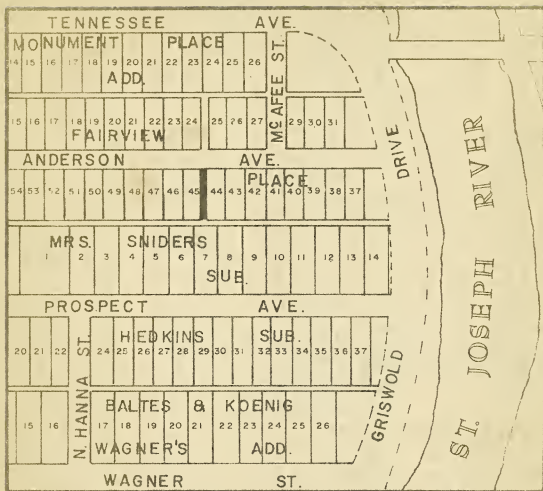 TENNESSEE AVE.
MONUMENT PLACE
14 15 16 17 18 19 20 21 22 23 24 25 26
ADD.
MCAFEE ST.
15 16 17 18 19 20 21 22 23 24 25 26 27 29 30 31
FAIRVIEW
ANDERSON AVE.
PLACE
54 53 52 51 50 49 48 47 46 45 44 43 42 41 40 39 38 37
MRS. SNIDERS
1 2 3 4 5 6 7 8 9 10 11 12 13 14
SUB.
PROSPECT AVE.
HEDKINS SUB.
20 21 22 24 25 26 27 28 29 30 31 32 33 34 35 36 37
N. HANNA ST.
BALTES & KOENIG
15 16 17 18 19 20 21 22 23 24 25 26
WAGNER'S ADD.
WAGNER ST.
GRISWOLD DRIVE
ST. JOSEPH RIVER